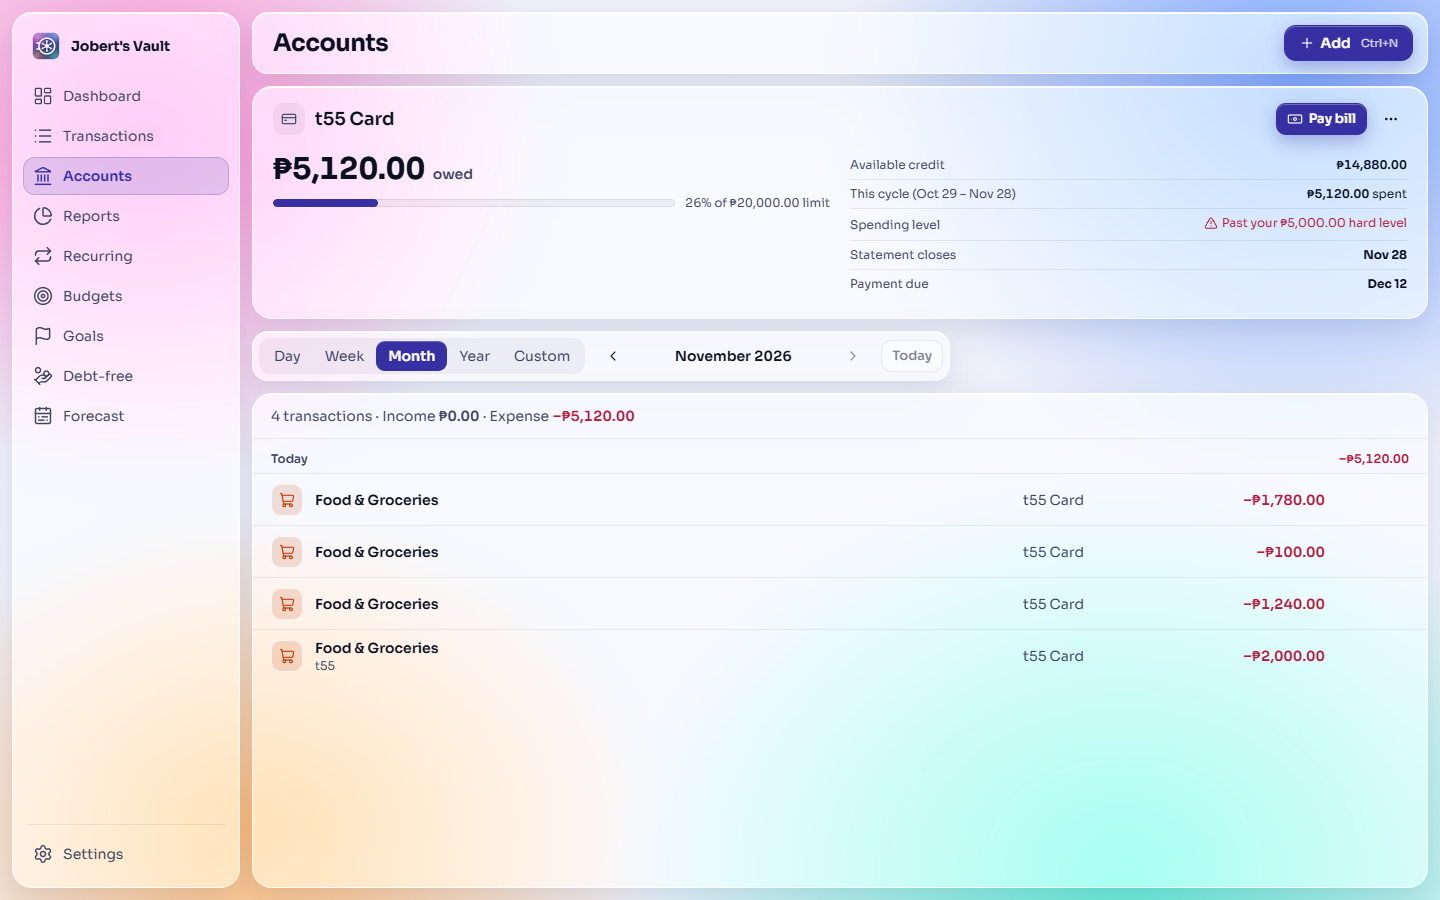 Jobert's Vault
Dashboard
Transactions
Accounts
Reports
Recurring
Budgets
Goals
Debt-free
Forecast
Settings
Accounts
Add Ctrl+N
t55 Card
Pay bill
₱5,120.00 owed
26% of ₱20,000.00 limit
Available credit ₱14,880.00
This cycle (Oct 29 – Nov 28) ₱5,120.00 spent
Spending level Past your ₱5,000.00 hard level
Statement closes Nov 28
Payment due Dec 12
Day Week Month Year Custom November 2026 Today
4 transactions · Income ₱0.00 · Expense −₱5,120.00
Today −₱5,120.00
Food & Groceries t55 Card −₱1,780.00
Food & Groceries t55 Card −₱100.00
Food & Groceries t55 Card −₱1,240.00
Food & Groceries t55 Card −₱2,000.00
t55